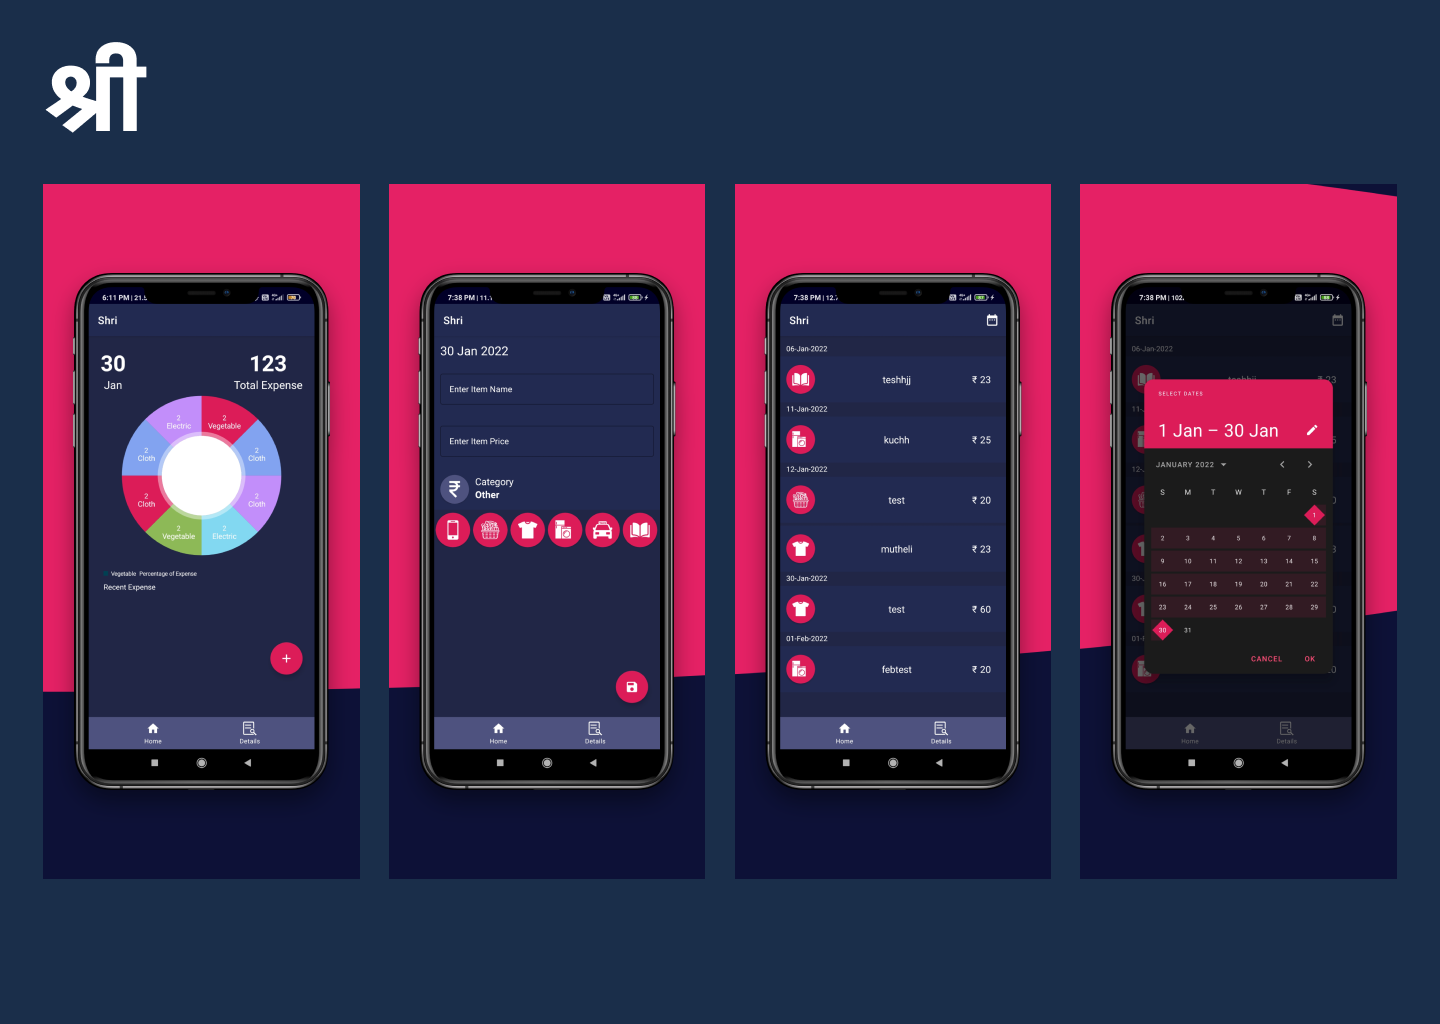 श्री
6:11 PM | 21.
Shri
30
Jan
123
Total Expense
2
Electric
2
Vegetable
2
Cloth
2
Cloth
2
Cloth
2
Cloth
2
Vegetable
2
Electric
Vegetable Percentage of Expense
Recent Expense
Home
Details
7:38 PM | 11.
Shri
30 Jan 2022
Enter Item Name
Enter Item Price
₹
Category
Other
Home
Details
7:38 PM | 12.
Shri
06-Jan-2022
teshhjj ₹ 23
11-Jan-2022
kuchh ₹ 25
12-Jan-2022
test ₹ 20
mutheli ₹ 23
30-Jan-2022
test ₹ 60
01-Feb-2022
febtest ₹ 20
Home
Details
7:38 PM | 102.
Shri
06-Jan-2022
teshhjj ₹ 23
SELECT DATES
1 Jan – 30 Jan
JANUARY 2022
S M T W T F S
1
2 3 4 5 6 7 8
9 10 11 12 13 14 15
16 17 18 19 20 21 22
23 24 25 26 27 28 29
30 31
CANCEL OK
Home
Details